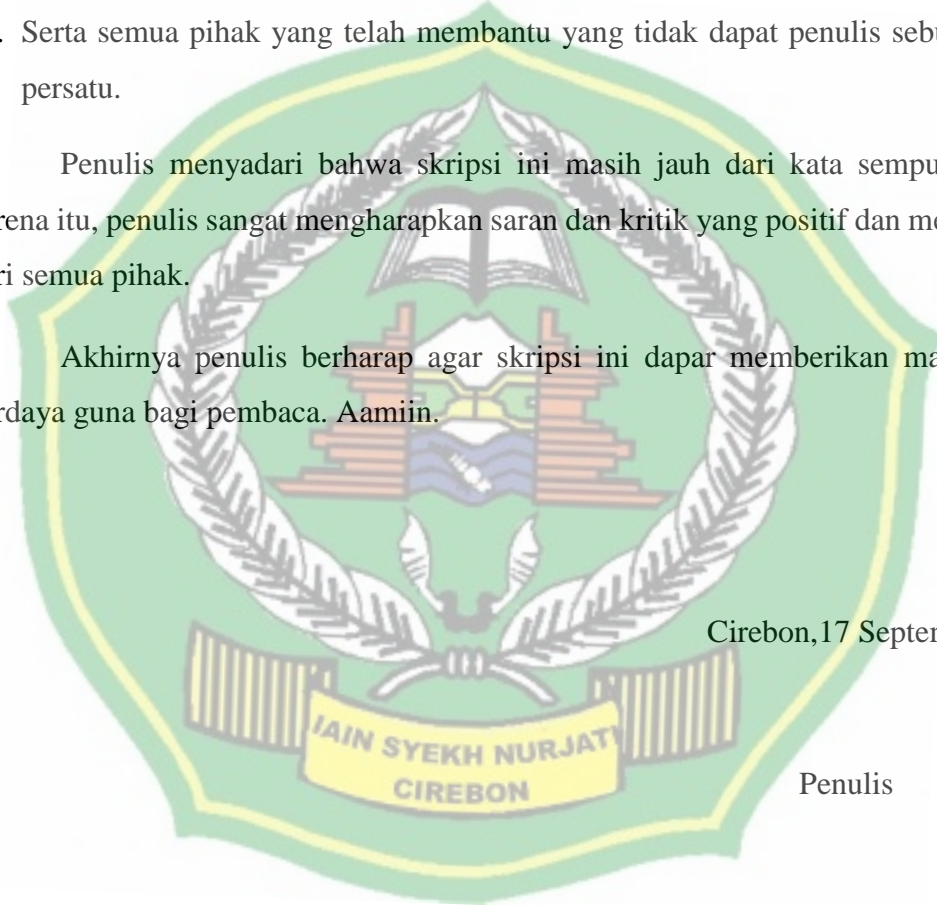 . Serta semua pihak yang telah membantu yang tidak dapat penulis sebu
persatu.
Penulis menyadari bahwa skripsi ini masih jauh dari kata sempu
rena itu, penulis sangat mengharapkan saran dan kritik yang positif dan me
ri semua pihak.
Akhirnya penulis berharap agar skripsi ini dapar memberikan ma
rdaya guna bagi pembaca. Aamiin.
Cirebon,17 Septer
IAIN SYEKH NURJATI
CIREBON
Penulis